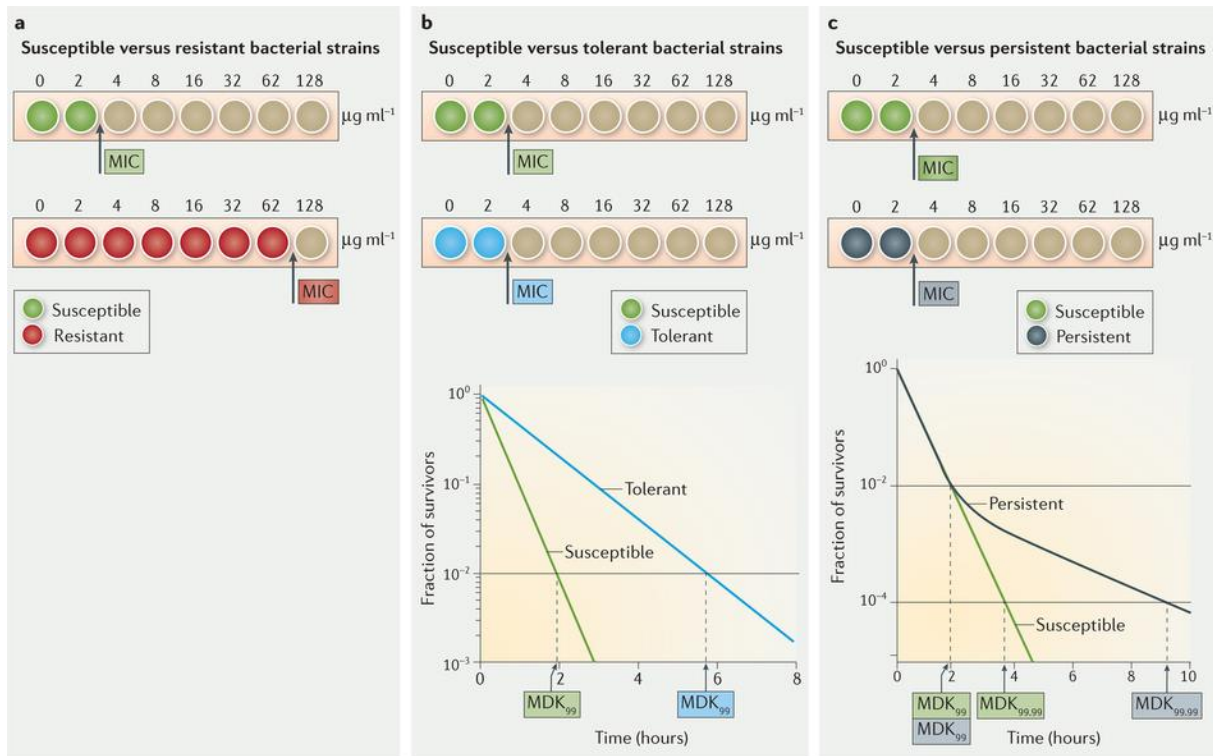 a
Susceptible versus resistant bacterial strains
0 2 4 8 16 32 62 128
µg ml⁻¹
MIC
0 2 4 8 16 32 62 128
µg ml⁻¹
MIC
Susceptible
Resistant
b
Susceptible versus tolerant bacterial strains
0 2 4 8 16 32 62 128
µg ml⁻¹
MIC
0 2 4 8 16 32 62 128
µg ml⁻¹
MIC
Susceptible
Tolerant
Fraction of survivors
10⁰
10⁻¹
10⁻²
10⁻³
Tolerant
Susceptible
0 2 4 6 8
MDK₉₉
MDK₉₉
Time (hours)
c
Susceptible versus persistent bacterial strains
0 2 4 8 16 32 62 128
µg ml⁻¹
MIC
0 2 4 8 16 32 62 128
µg ml⁻¹
MIC
Susceptible
Persistent
Fraction of survivors
10⁰
10⁻²
10⁻⁴
Persistent
Susceptible
0 2 4 6 8 10
MDK₉₉
MDK₉₉
MDK₉₉.₉₉
MDK₉₉.₉₉
Time (hours)